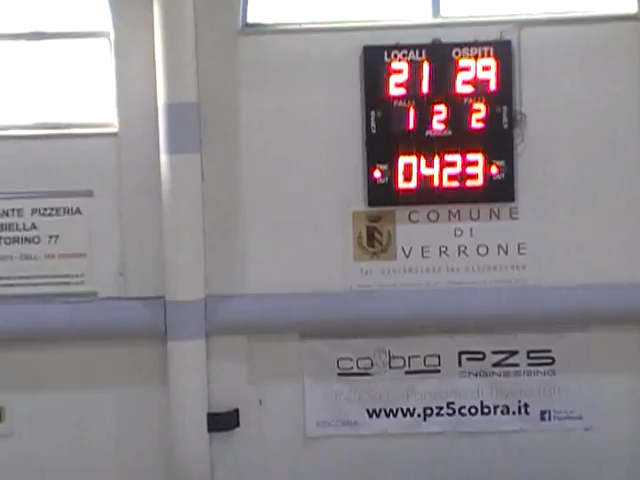 LOCALI OSPITI
21 29
FALLI FALLI
1 2 2
PERIODO
0423
COMUNE
DI
VERRONE
ANTE PIZZERIA
BIELLA
TORINO 77
cobra PZ5
ENGINEERING
www.pz5cobra.it